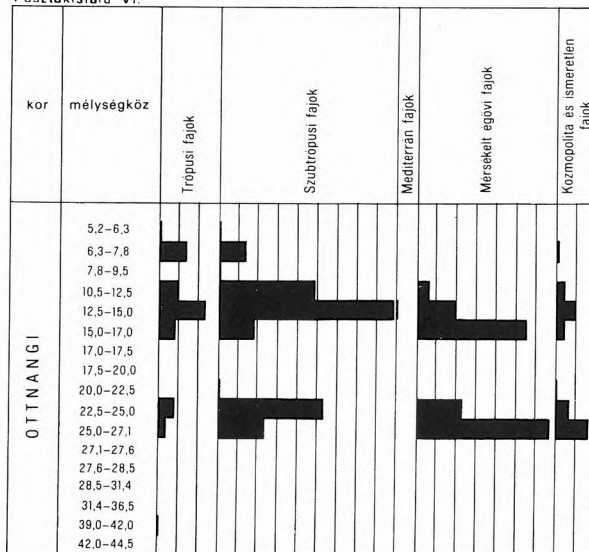 kor
mélységköz
Trópusi fajok
Szubtrópusi fajok
Mediterrán fajok
Mérsékelt égövi fajok
Kozmopolita és ismeretlen
fajok
OTTNANGI
5,2–6,3
6,3–7,8
7,8–9,5
10,5–12,5
12,5–15,0
15,0–17,0
17,0–17,5
17,5–20,0
20,0–22,5
22,5–25,0
25,0–27,1
27,1–27,6
27,6–28,5
28,5–31,4
31,4–36,5
39,0–42,0
42,0–44,5